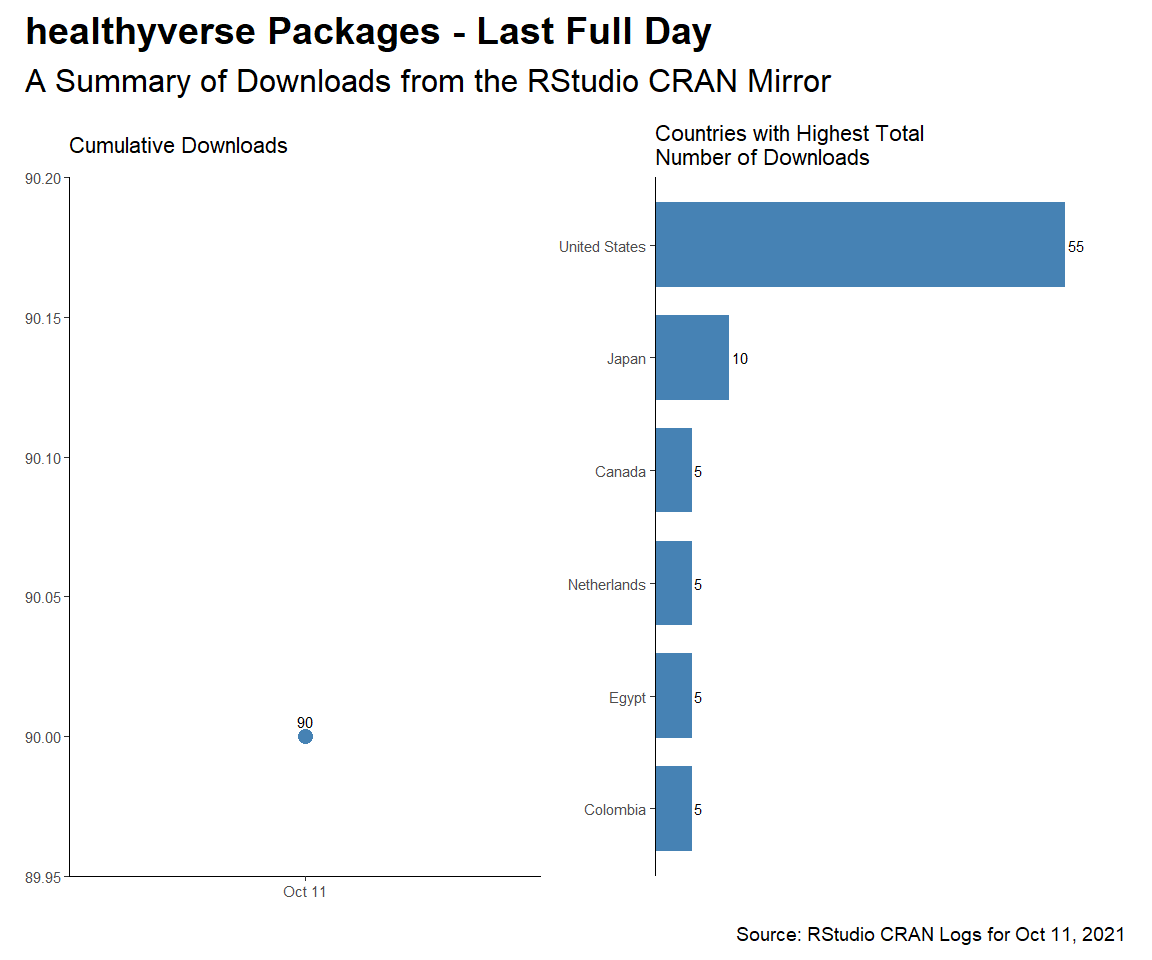 healthyverse Packages - Last Full Day
A Summary of Downloads from the RStudio CRAN Mirror
Cumulative Downloads
90.20
90.15
90.10
90.05
90.00
89.95
90
Oct 11
Countries with Highest Total
Number of Downloads
United States 55
Japan 10
Canada 5
Netherlands 5
Egypt 5
Colombia 5
Source: RStudio CRAN Logs for Oct 11, 2021